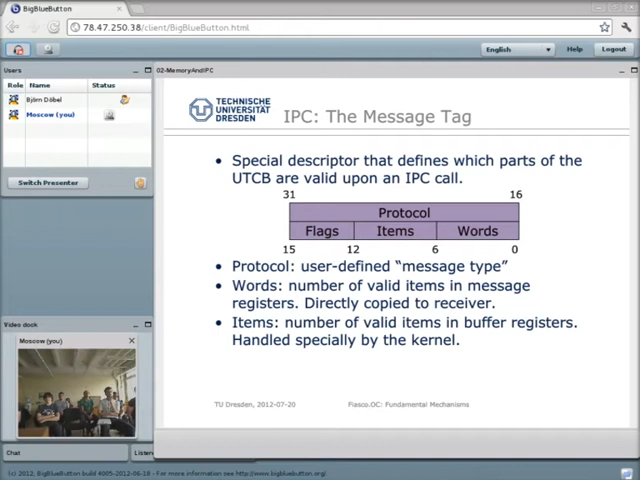 BigBlueButton
78.47.250.38/client/BigBlueButton.html
English
Help
Logout
Users
Role Name Status
Björn Döbel
Moscow (you)
Switch Presenter
Video dock
Moscow (you)
Chat
Listen
02-MemoryAndIPC
TECHNISCHE
UNIVERSITÄT
DRESDEN
IPC: The Message Tag
• Special descriptor that defines which parts of the
UTCB are valid upon an IPC call.
31 16
Protocol
Flags Items Words
15 12 6 0
• Protocol: user-defined “message type”
• Words: number of valid items in message
registers. Directly copied to receiver.
• Items: number of valid items in buffer registers.
Handled specially by the kernel.
TU Dresden, 2012-07-20 Fiasco.OC: Fundamental Mechanisms
(c) 2012, BigBlueButton build 4005-2012-06-19 - For more information see http://www.bigbluebutton.org/.